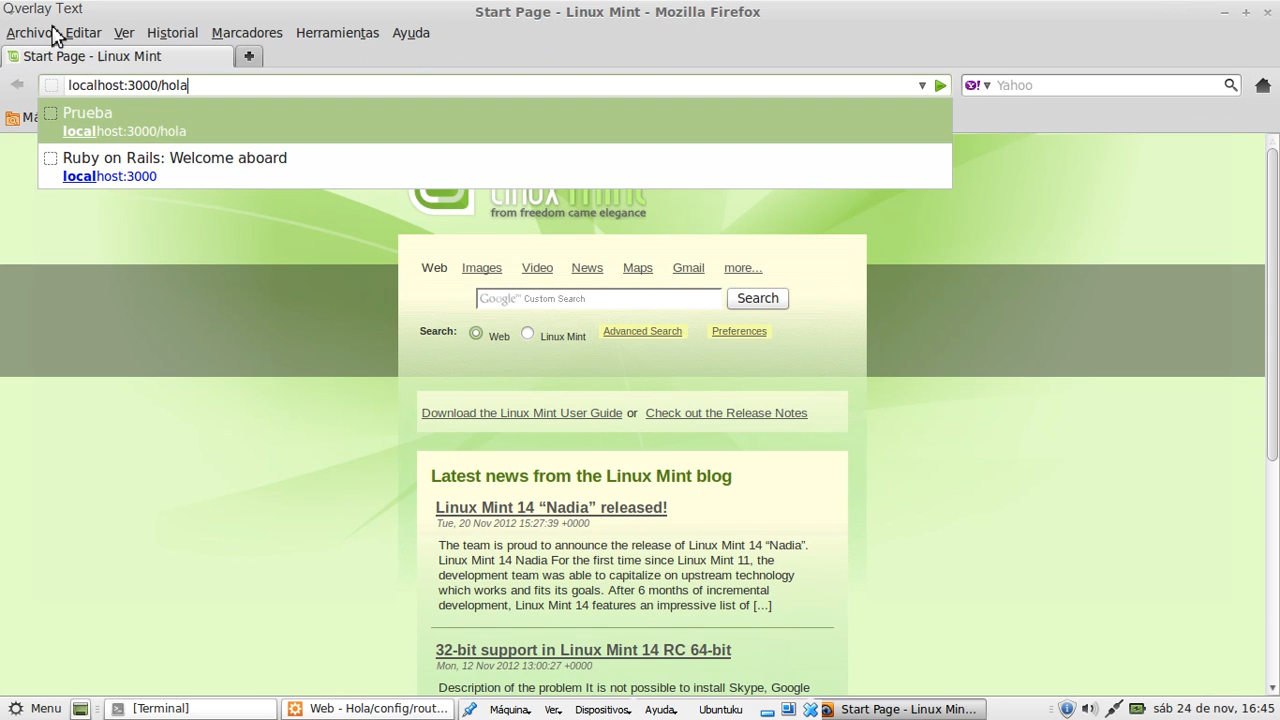 Overlay Text
Start Page - Linux Mint - Mozilla Firefox
Archivo Editar Ver Historial Marcadores Herramientas Ayuda
Start Page - Linux Mint
localhost:3000/hola
Yahoo
Prueba
localhost:3000/hola
Ruby on Rails: Welcome aboard
localhost:3000
from freedom came elegance
Web Images Video News Maps Gmail more...
Google™ Custom Search
Search
Search: Web Linux Mint Advanced Search Preferences
Download the Linux Mint User Guide or Check out the Release Notes
Latest news from the Linux Mint blog
Linux Mint 14 “Nadia” released!
Tue, 20 Nov 2012 15:27:39 +0000
The team is proud to announce the release of Linux Mint 14 “Nadia”.
Linux Mint 14 Nadia For the first time since Linux Mint 11, the
development team was able to capitalize on upstream technology
which works and fits its goals. After 6 months of incremental
development, Linux Mint 14 features an impressive list of [...]
32-bit support in Linux Mint 14 RC 64-bit
Mon, 12 Nov 2012 13:00:27 +0000
Description of the problem It is not possible to install Skype, Google
Menu [Terminal] Web - Hola/config/rout... Máquina Ver Dispositivos Ayuda Ubuntuku Start Page - Linux Min... sáb 24 de nov, 16:45